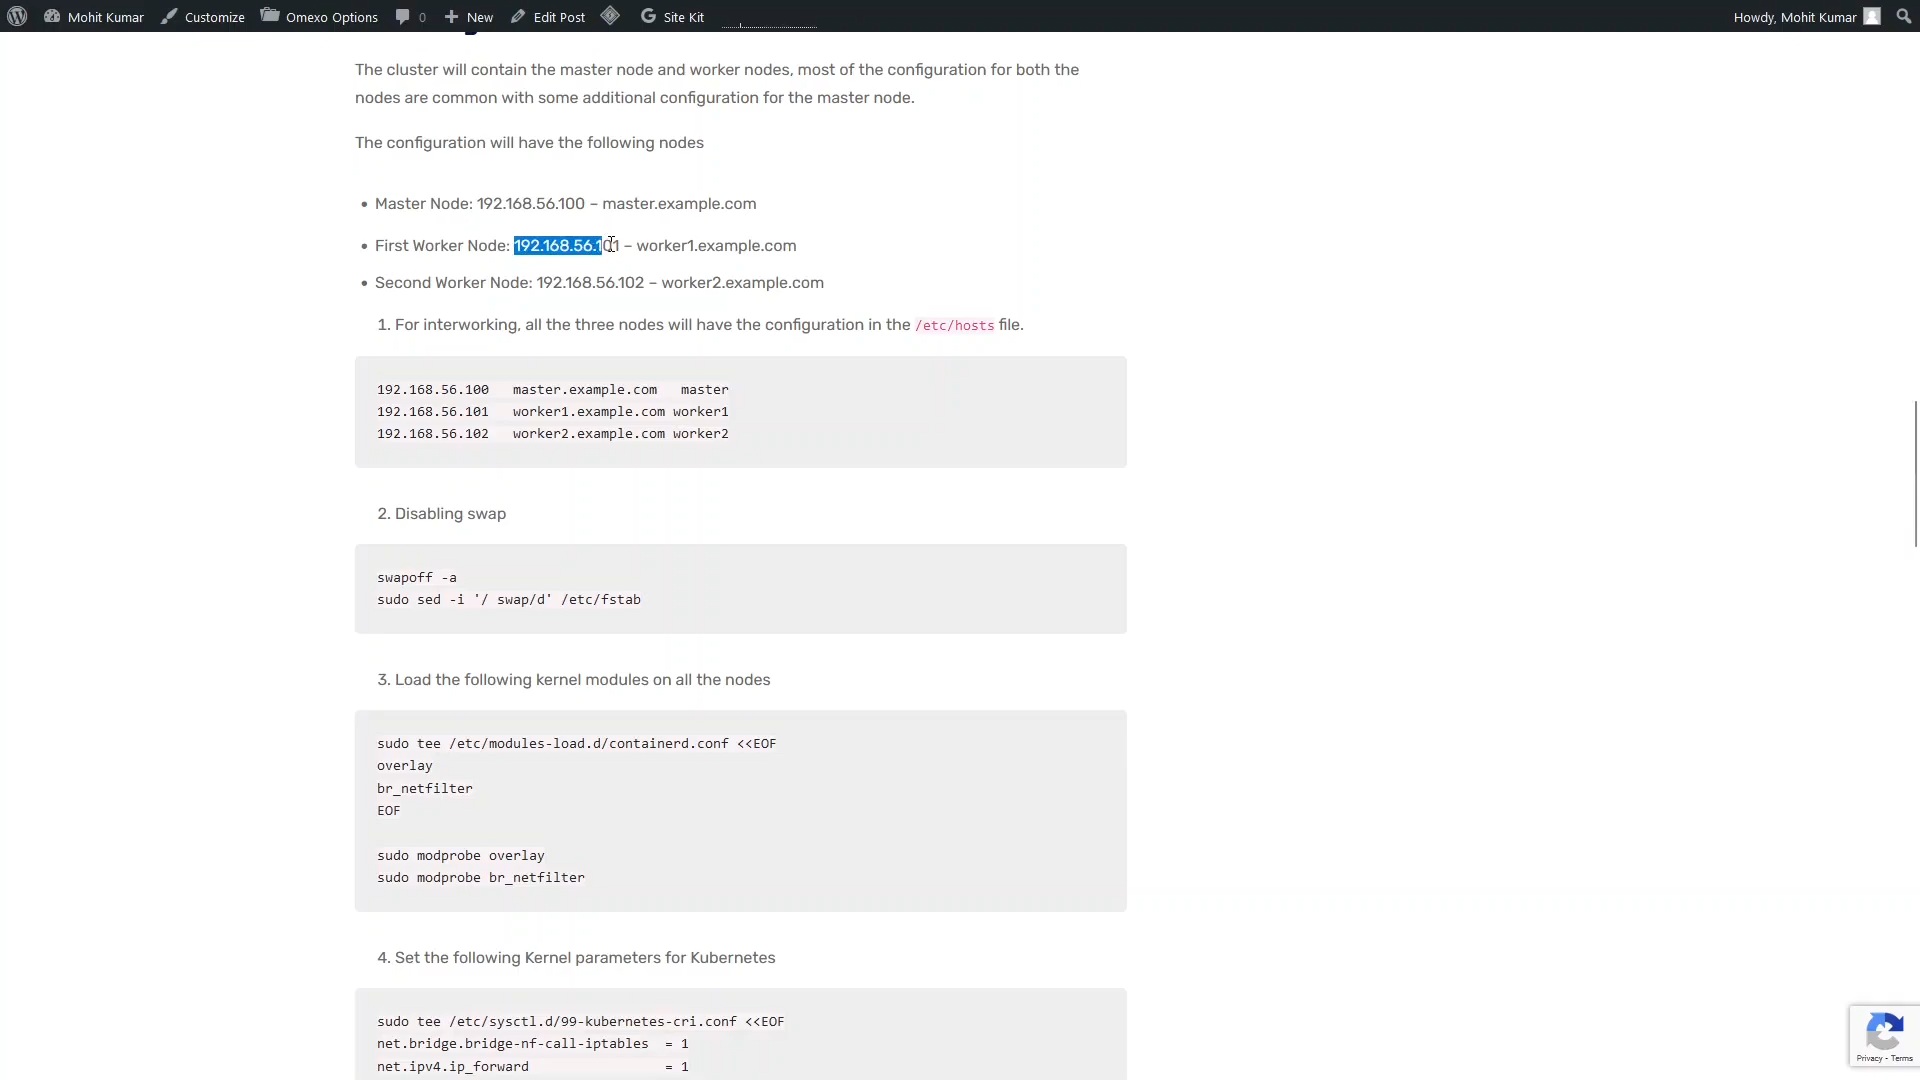 Mohit Kumar Customize Omexo Options 0 New Edit Post Site Kit Howdy, Mohit Kumar
The cluster will contain the master node and worker nodes, most of the configuration for both the
nodes are common with some additional configuration for the master node.
The configuration will have the following nodes
• Master Node: 192.168.56.100 – master.example.com
• First Worker Node: 192.168.56.101 – worker1.example.com
• Second Worker Node: 192.168.56.102 – worker2.example.com
1. For interworking, all the three nodes will have the configuration in the /etc/hosts file.
192.168.56.100   master.example.com   master
192.168.56.101   worker1.example.com worker1
192.168.56.102   worker2.example.com worker2
2. Disabling swap
swapoff -a
sudo sed -i '/ swap/d' /etc/fstab
3. Load the following kernel modules on all the nodes
sudo tee /etc/modules-load.d/containerd.conf <<EOF
overlay
br_netfilter
EOF
sudo modprobe overlay
sudo modprobe br_netfilter
4. Set the following Kernel parameters for Kubernetes
sudo tee /etc/sysctl.d/99-kubernetes-cri.conf <<EOF
net.bridge.bridge-nf-call-iptables  = 1
net.ipv4.ip_forward                 = 1
Privacy - Terms